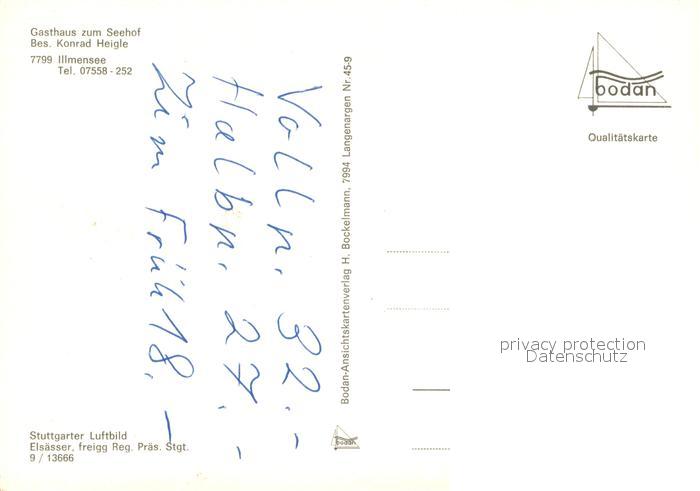 Gasthaus zum Seehof
Bes. Konrad Heigle
7799 Illmensee
Tel. 07558 - 252
Vollp. 32.-
Halbp. 27.-
Zim Früh 18.-
Stuttgarter Luftbild
Elsässer, freigg Reg. Präs. Stgt.
9 / 13666
Bodan-Ansichtskartenverlag H. Bockelmann, 7994 Langenargen Nr. 45-9
bodan
bodan
Qualitätskarte
privacy protection
Datenschutz